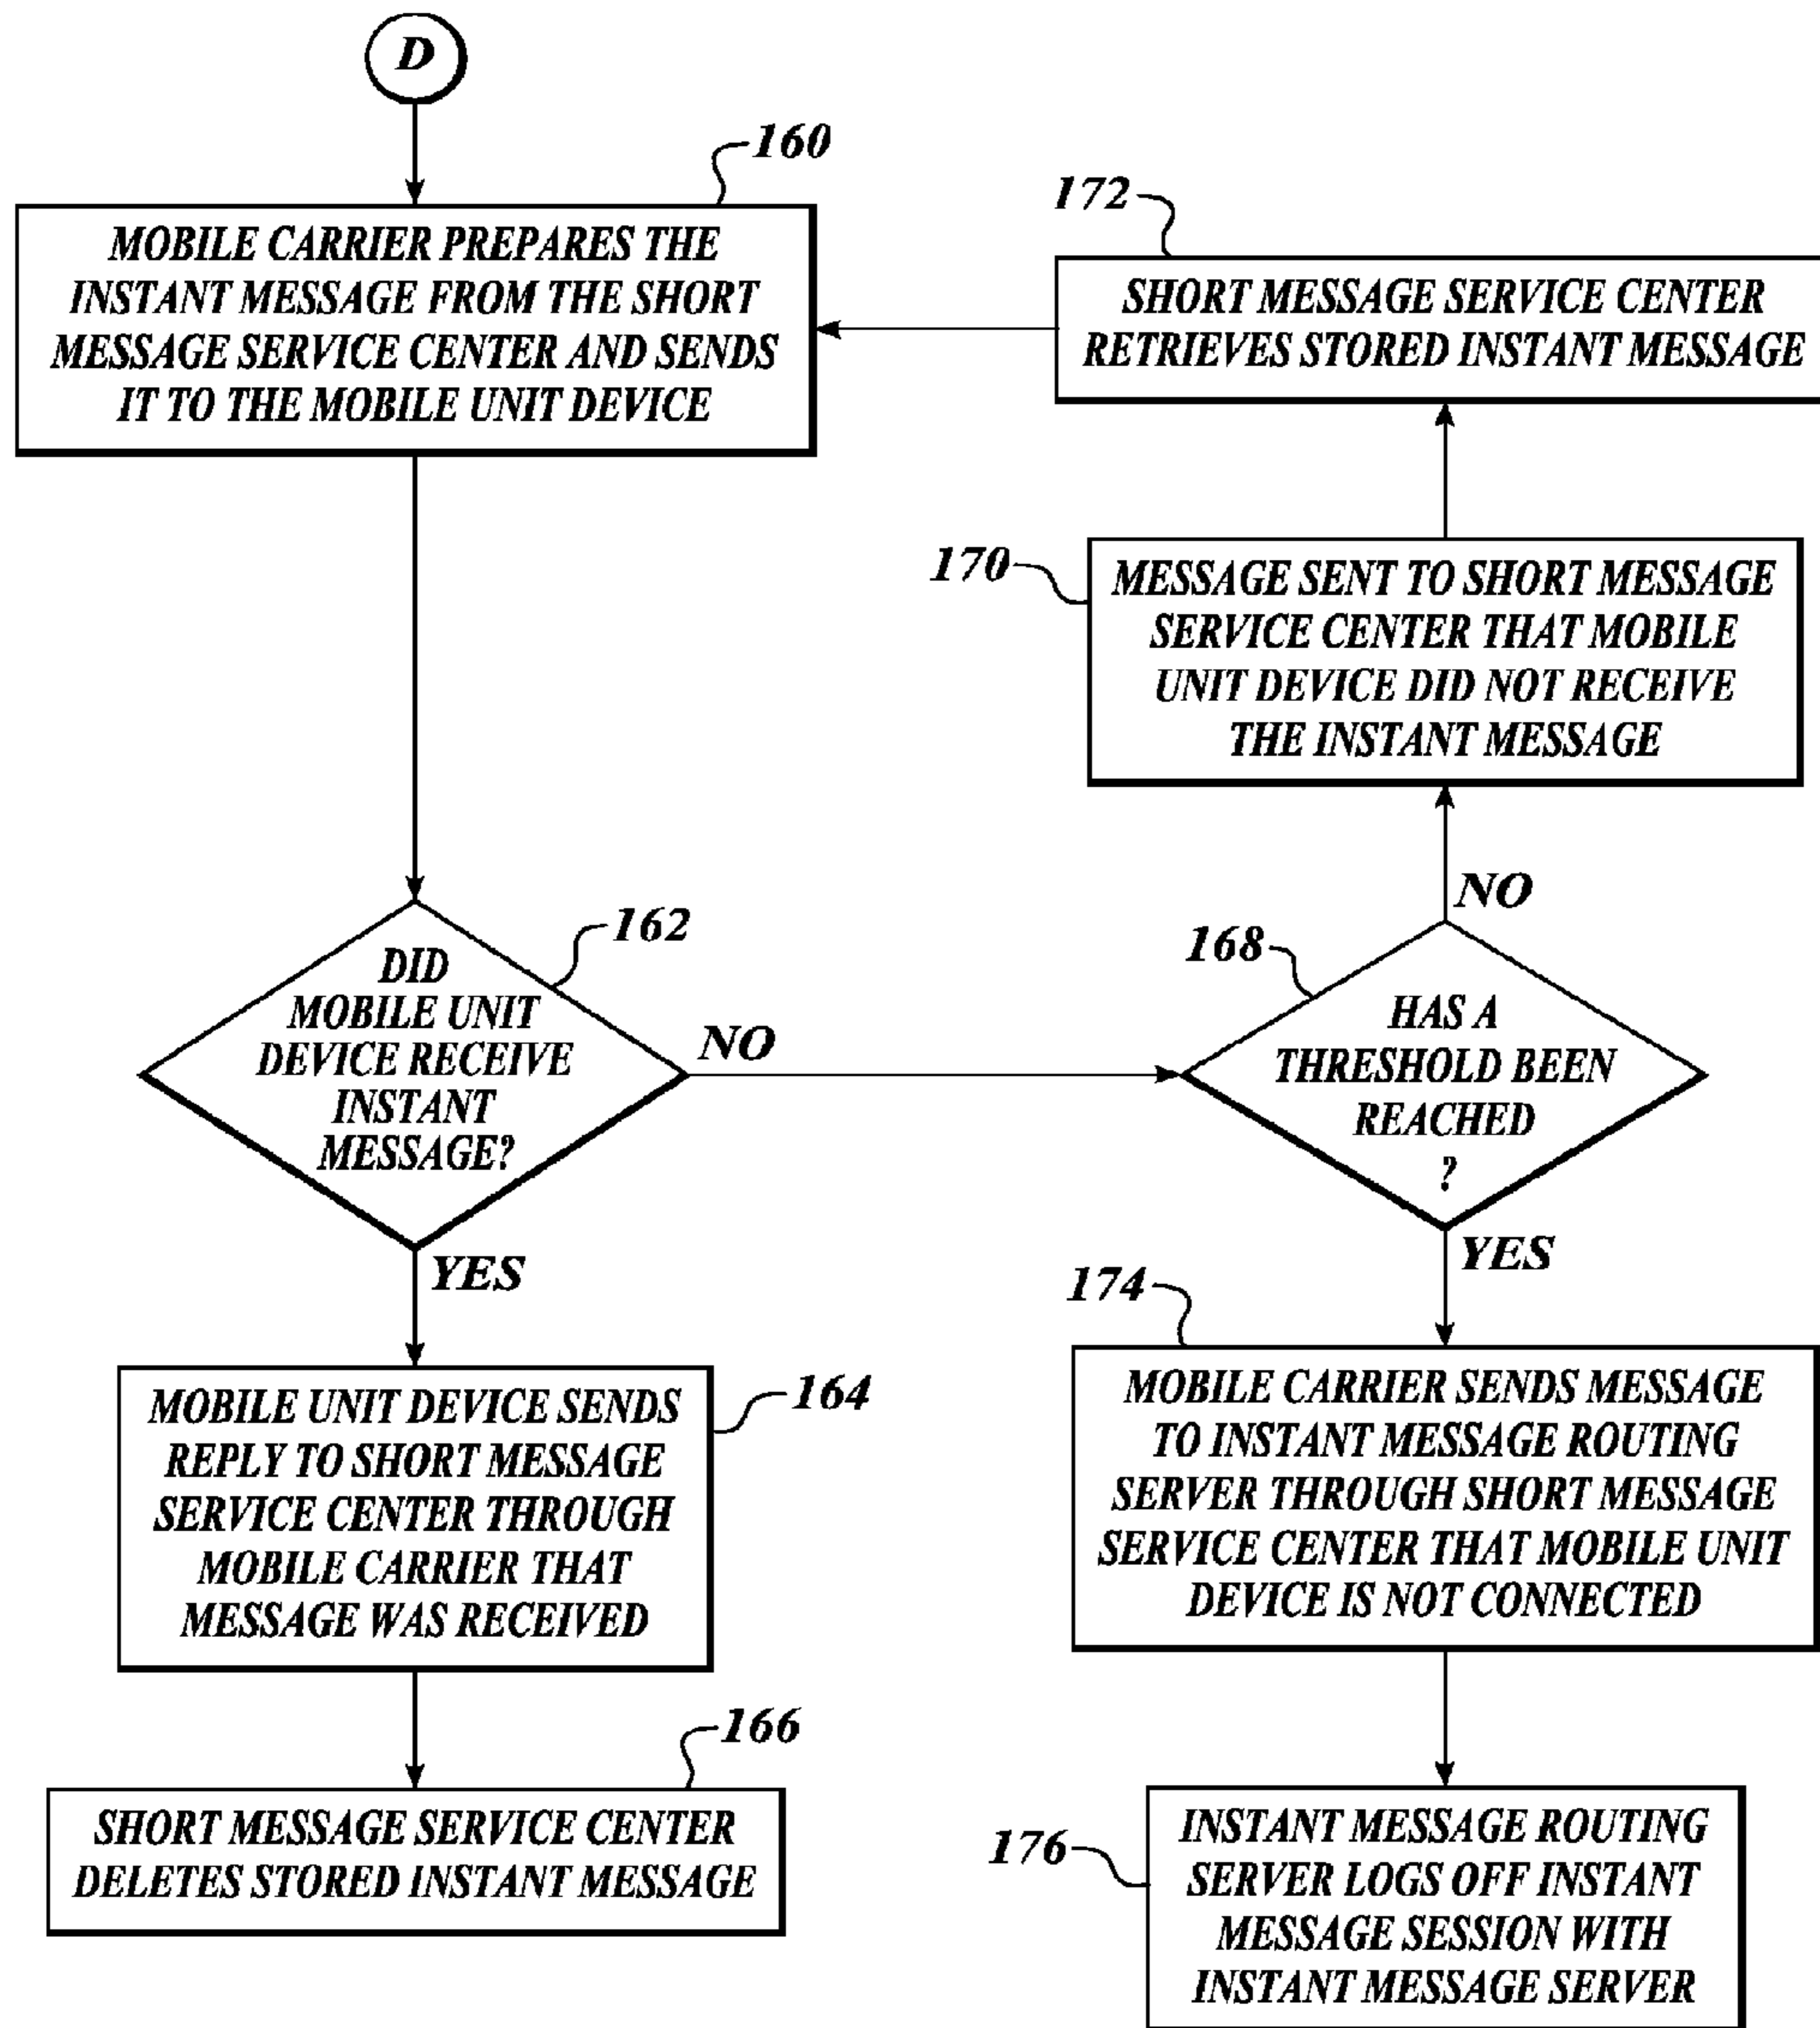 D
160
MOBILE CARRIER PREPARES THE
INSTANT MESSAGE FROM THE SHORT
MESSAGE SERVICE CENTER AND SENDS
IT TO THE MOBILE UNIT DEVICE
172
SHORT MESSAGE SERVICE CENTER
RETRIEVES STORED INSTANT MESSAGE
170
MESSAGE SENT TO SHORT MESSAGE
SERVICE CENTER THAT MOBILE
UNIT DEVICE DID NOT RECEIVE
THE INSTANT MESSAGE
NO
162
DID
MOBILE UNIT
DEVICE RECEIVE
INSTANT
MESSAGE?
NO
168
HAS A
THRESHOLD BEEN
REACHED
?
YES
YES
164
MOBILE UNIT DEVICE SENDS
REPLY TO SHORT MESSAGE
SERVICE CENTER THROUGH
MOBILE CARRIER THAT
MESSAGE WAS RECEIVED
174
MOBILE CARRIER SENDS MESSAGE
TO INSTANT MESSAGE ROUTING
SERVER THROUGH SHORT MESSAGE
SERVICE CENTER THAT MOBILE UNIT
DEVICE IS NOT CONNECTED
166
SHORT MESSAGE SERVICE CENTER
DELETES STORED INSTANT MESSAGE
176
INSTANT MESSAGE ROUTING
SERVER LOGS OFF INSTANT
MESSAGE SESSION WITH
INSTANT MESSAGE SERVER